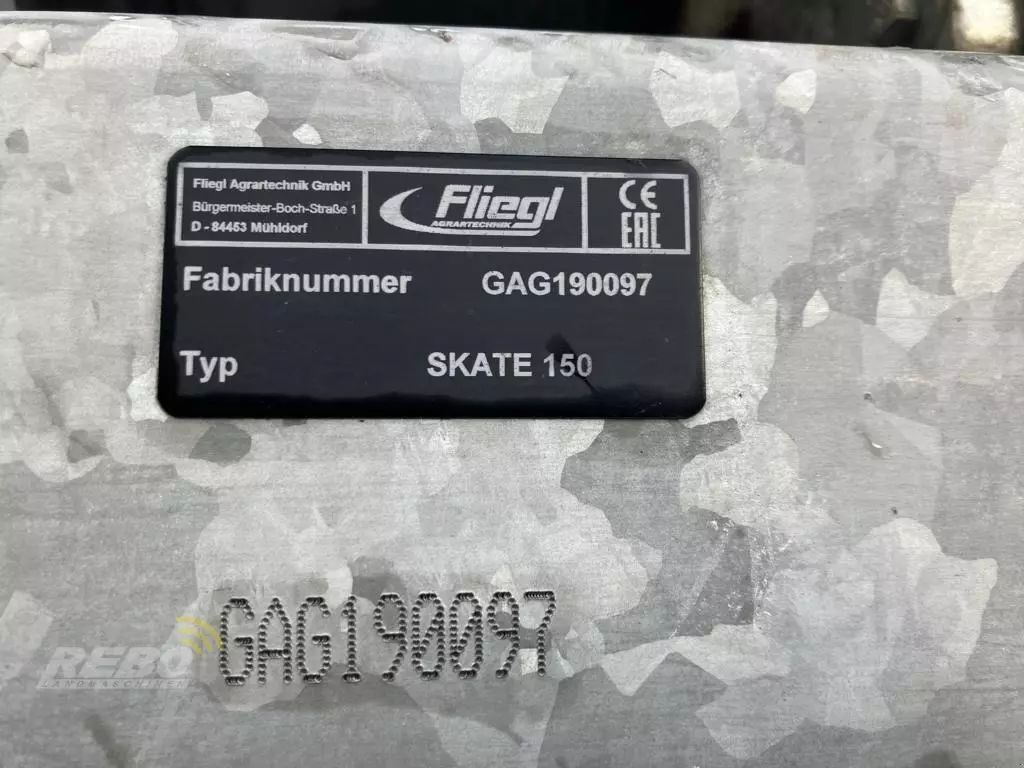 Fliegl Agrartechnik GmbH
Bürgermeister-Boch-Straße 1
D - 84453 Mühldorf
Fliegl
AGRARTECHNIK
CE
EAC
Fabriknummer GAG190097
Typ SKATE 150
GAG190097
REBO
LANDMASCHINEN